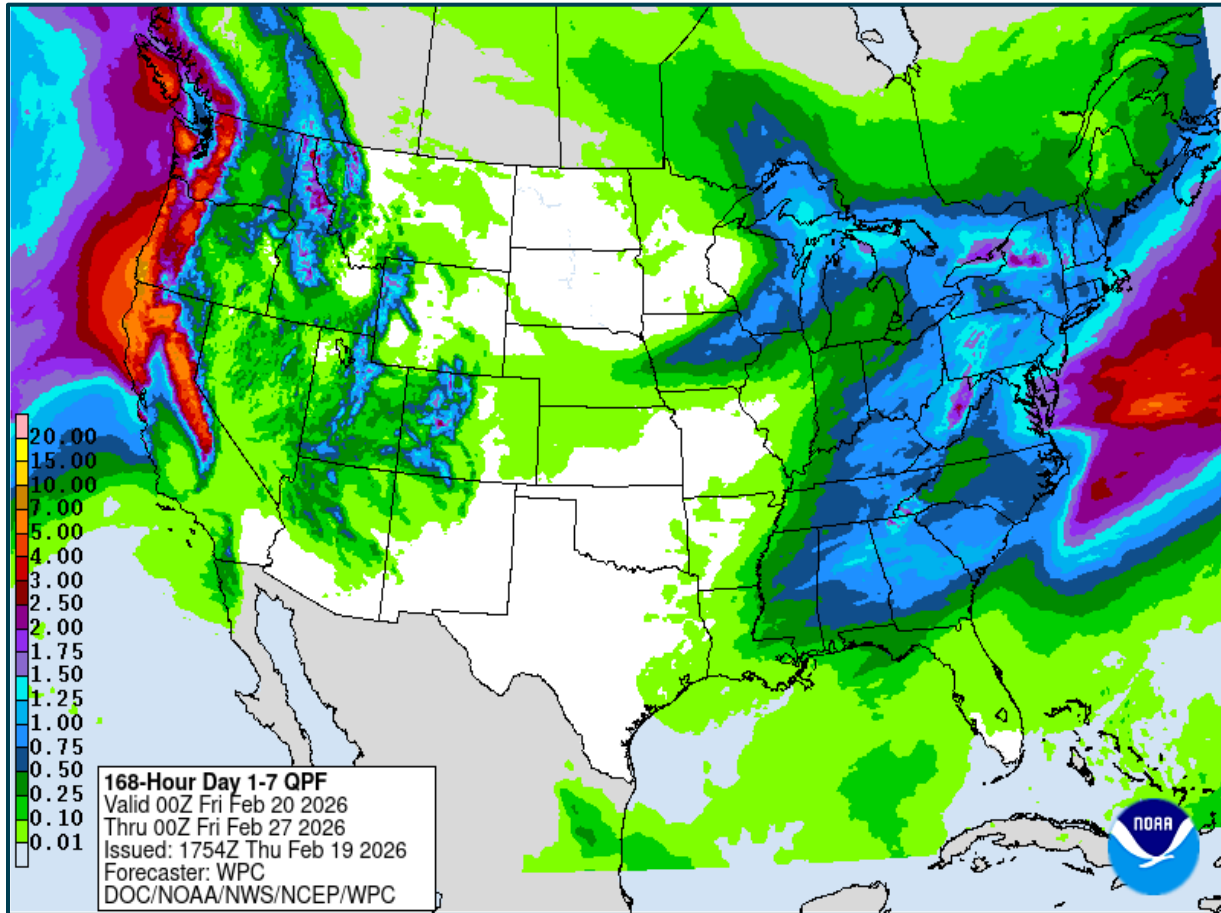 20.00
15.00
10.00
7.00
5.00
4.00
3.00
2.50
2.00
1.75
1.50
1.25
1.00
0.75
0.50
0.25
0.10
0.01
168-Hour Day 1-7 QPF
Valid 00Z Fri Feb 20 2026
Thru 00Z Fri Feb 27 2026
Issued: 1754Z Thu Feb 19 2026
Forecaster: WPC
DOC/NOAA/NWS/NCEP/WPC
NOAA